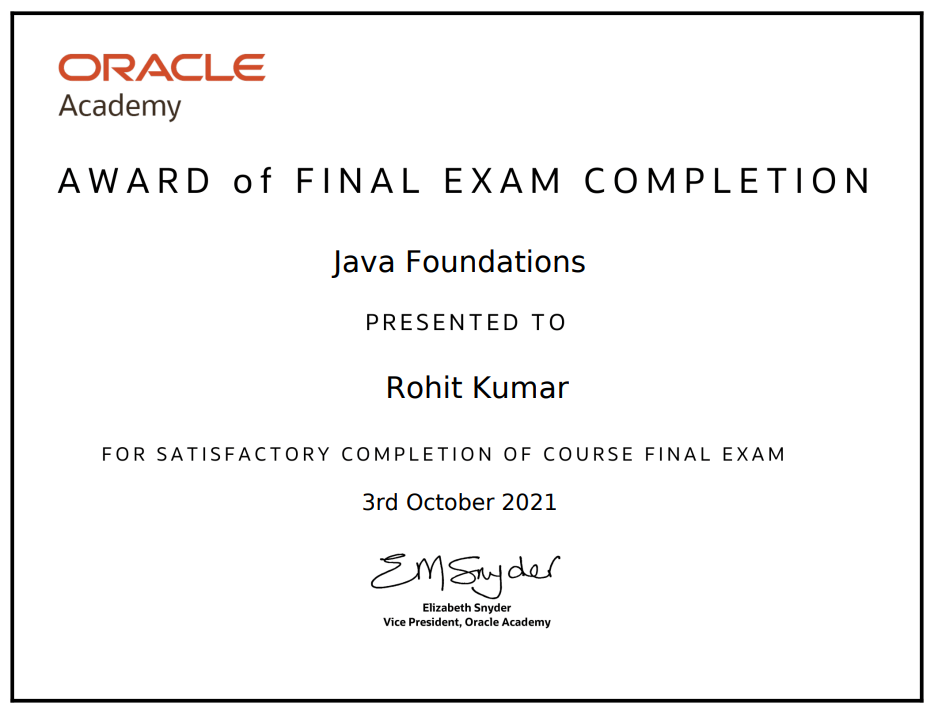 ORACLE
Academy
AWARD of FINAL EXAM COMPLETION
Java Foundations
PRESENTED TO
Rohit Kumar
FOR SATISFACTORY COMPLETION OF COURSE FINAL EXAM
3rd October 2021
EMSnyder
Elizabeth Snyder
Vice President, Oracle Academy